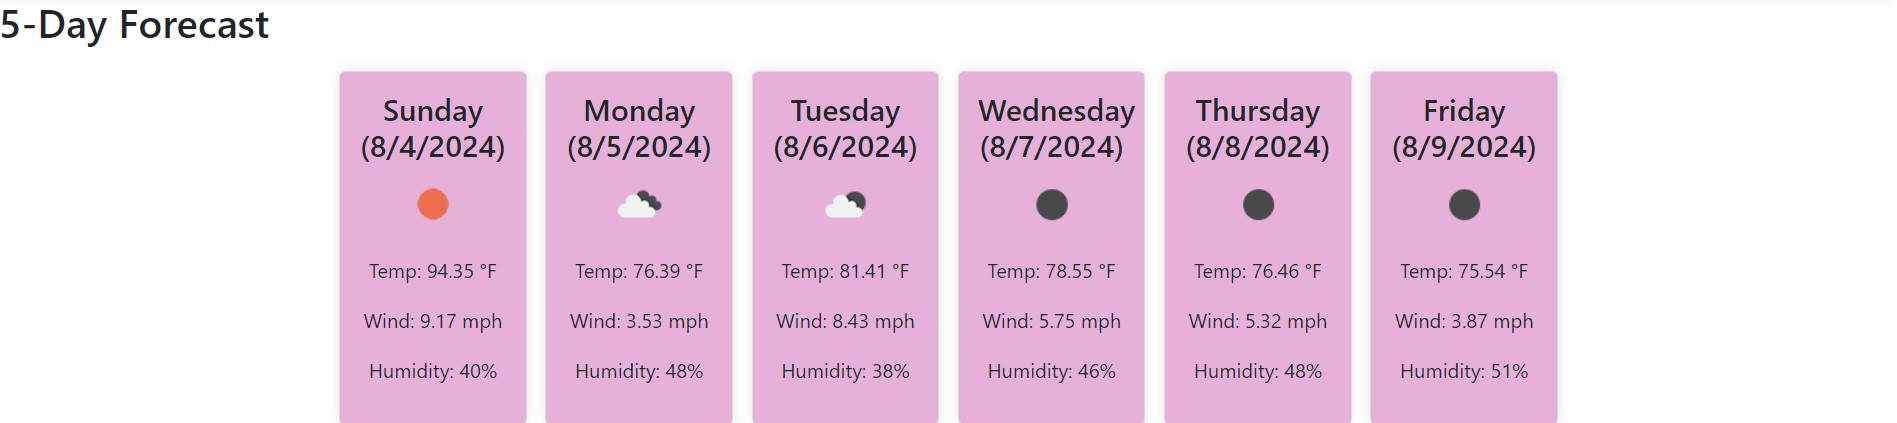 5-Day Forecast
Sunday
(8/4/2024)
Temp: 94.35 °F
Wind: 9.17 mph
Humidity: 40%
Monday
(8/5/2024)
Temp: 76.39 °F
Wind: 3.53 mph
Humidity: 48%
Tuesday
(8/6/2024)
Temp: 81.41 °F
Wind: 8.43 mph
Humidity: 38%
Wednesday
(8/7/2024)
Temp: 78.55 °F
Wind: 5.75 mph
Humidity: 46%
Thursday
(8/8/2024)
Temp: 76.46 °F
Wind: 5.32 mph
Humidity: 48%
Friday
(8/9/2024)
Temp: 75.54 °F
Wind: 3.87 mph
Humidity: 51%